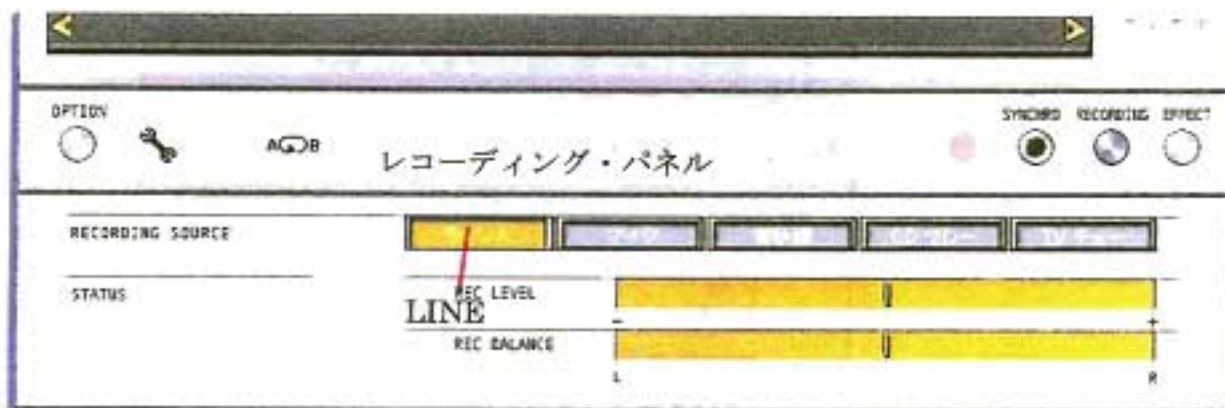 OPTION
SYNCHRO RECORDING EFFECT
A B
レコーディング・パネル
RECORDING SOURCE
STATUS
REC LEVEL
LINE
- +
REC BALANCE
L R